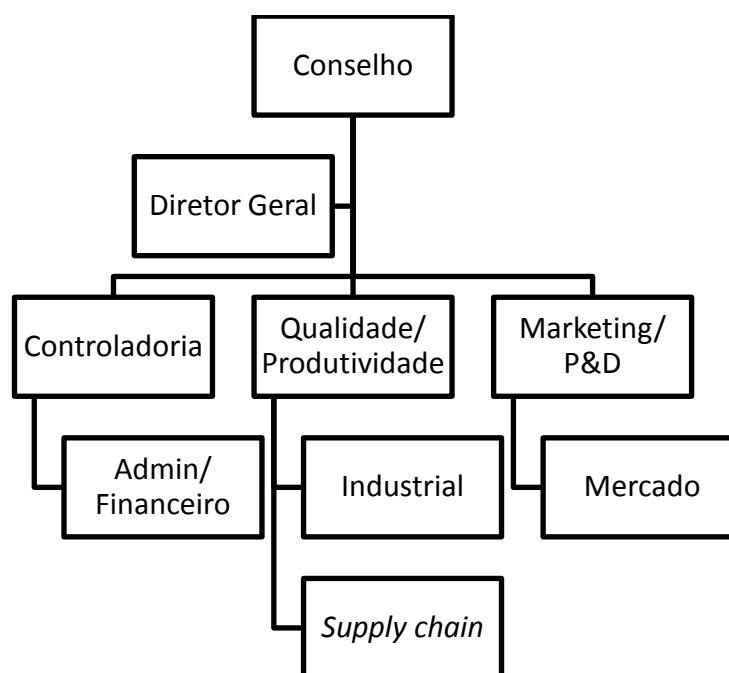 Conselho
Diretor Geral
Controladoria
Qualidade/
Produtividade
Marketing/
P&D
Admin/
Financeiro
Industrial
Mercado
Supply chain